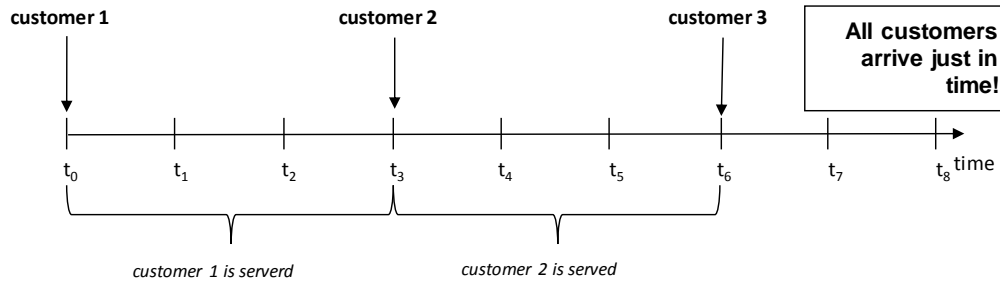 customer 1 customer 2 customer 3
All customers
arrive just in
time!
t0 t1 t2 t3 t4 t5 t6 t7 t8 time
customer 1 is serverd customer 2 is served